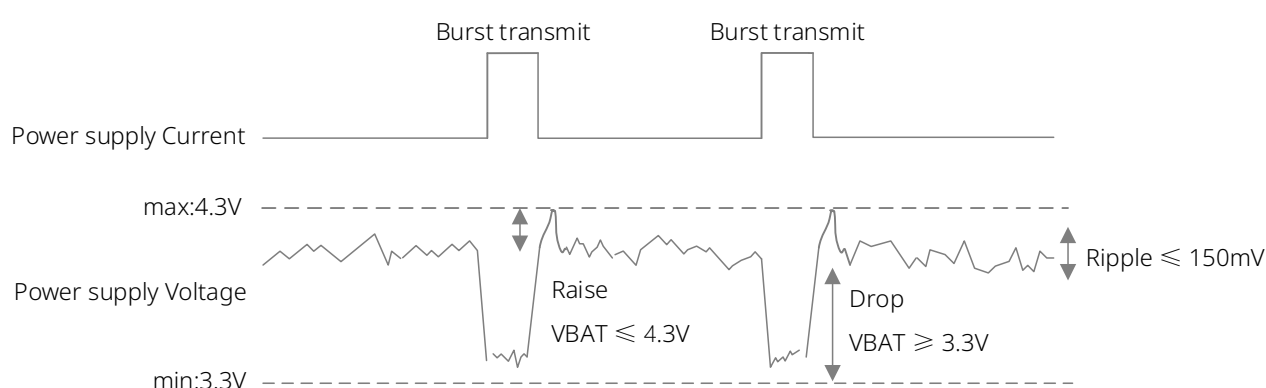 Burst transmit
Burst transmit
Power supply Current
max:4.3V
Ripple ≤ 150mV
Power supply Voltage
Raise
VBAT ≤ 4.3V
Drop
VBAT ≥ 3.3V
min:3.3V